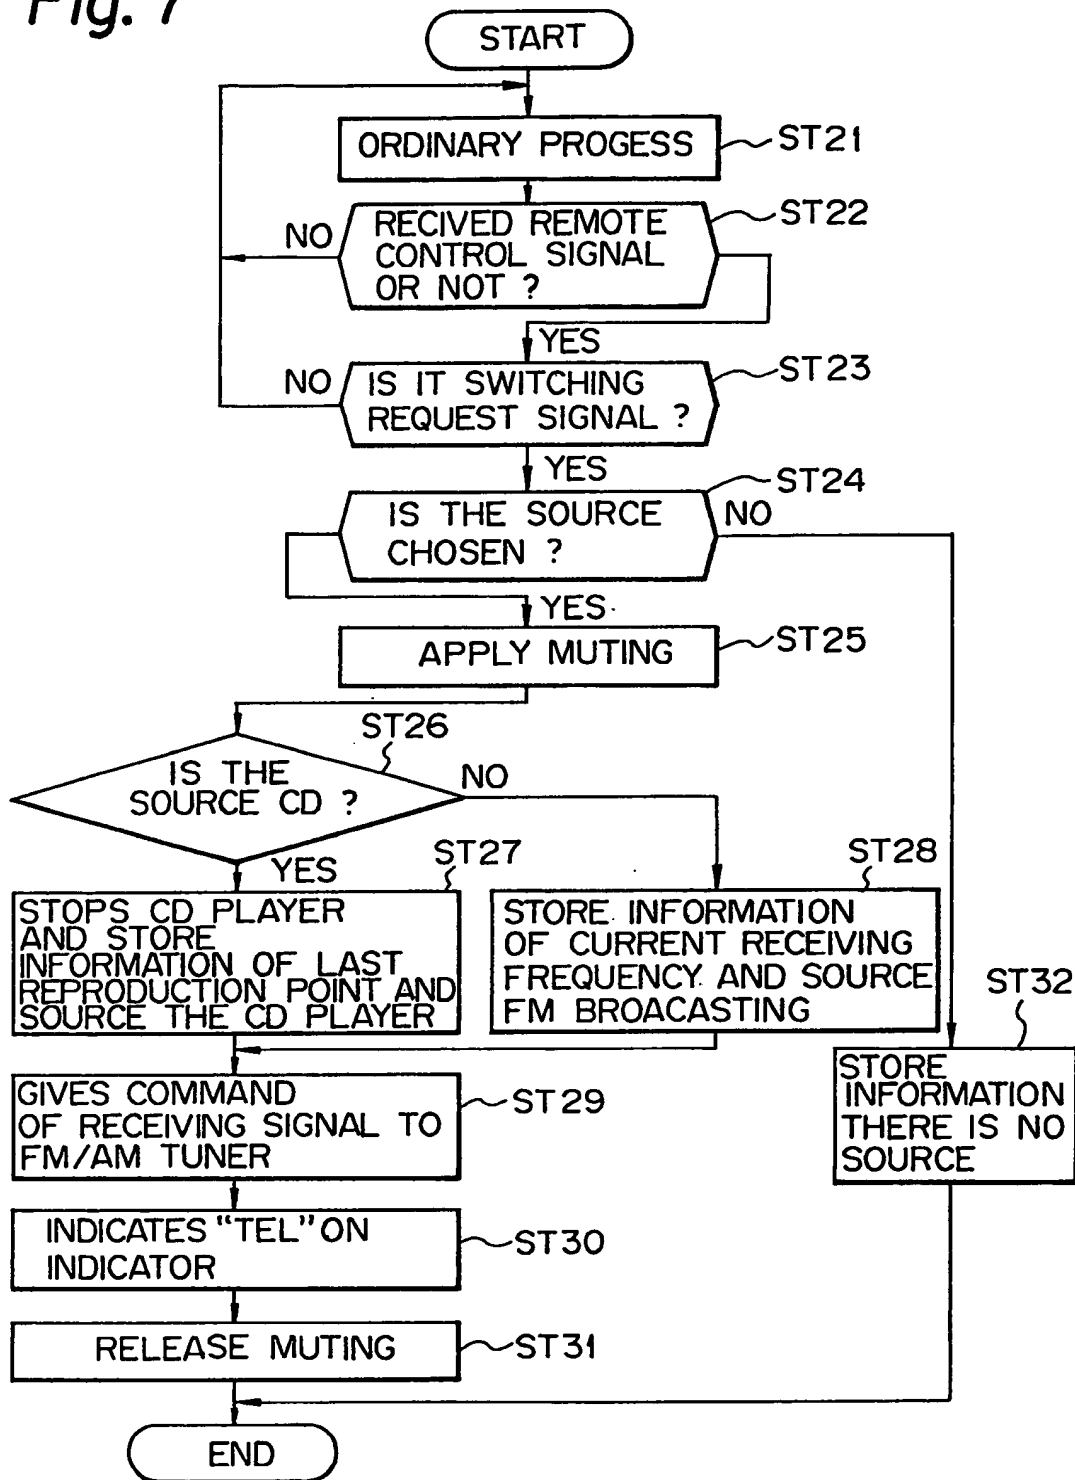 Fig. 7
START
ORDINARY PROGESS
ST21
RECIVED REMOTE
CONTROL SIGNAL
OR NOT ?
ST22
NO
YES
IS IT SWITCHING
REQUEST SIGNAL ?
ST23
NO
YES
IS THE SOURCE
CHOSEN ?
ST24
NO
YES
APPLY MUTING
ST25
ST26
IS THE
SOURCE CD ?
NO
YES
ST27
STOPS CD PLAYER
AND STORE
INFORMATION OF LAST
REPRODUCTION POINT AND
SOURCE THE CD PLAYER
ST28
STORE INFORMATION
OF CURRENT RECEIVING
FREQUENCY AND SOURCE
FM BROACASTING
ST32
STORE
INFORMATION
THERE IS NO
SOURCE
GIVES COMMAND
OF RECEIVING SIGNAL TO
FM/AM TUNER
ST29
INDICATES "TEL" ON
INDICATOR
ST30
RELEASE MUTING
ST31
END